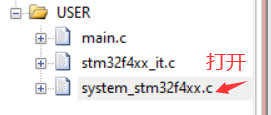 USER
main.c
stm32f4xx_it.c 打开
system_stm32f4xx.c